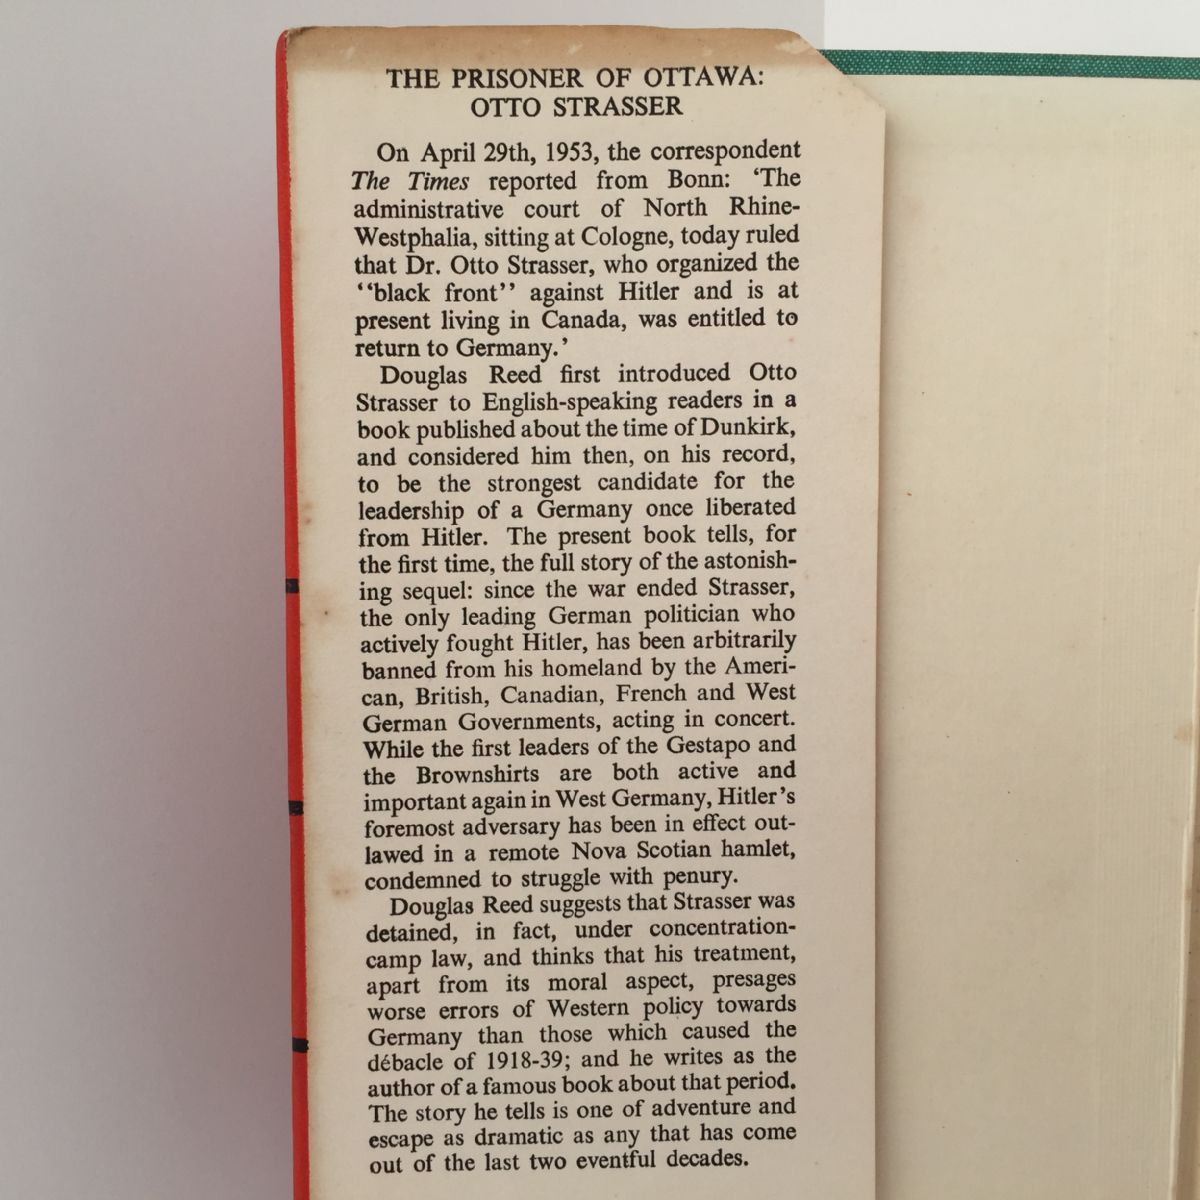 THE PRISONER OF OTTAWA:
OTTO STRASSER
On April 29th, 1953, the correspondent
The Times reported from Bonn: ‘The
administrative court of North Rhine-
Westphalia, sitting at Cologne, today ruled
that Dr. Otto Strasser, who organized the
“black front” against Hitler and is at
present living in Canada, was entitled to
return to Germany.’
Douglas Reed first introduced Otto
Strasser to English-speaking readers in a
book published about the time of Dunkirk,
and considered him then, on his record,
to be the strongest candidate for the
leadership of a Germany once liberated
from Hitler. The present book tells, for
the first time, the full story of the astonish-
ing sequel: since the war ended Strasser,
the only leading German politician who
actively fought Hitler, has been arbitrarily
banned from his homeland by the Ameri-
can, British, Canadian, French and West
German Governments, acting in concert.
While the first leaders of the Gestapo and
the Brownshirts are both active and
important again in West Germany, Hitler’s
foremost adversary has been in effect out-
lawed in a remote Nova Scotian hamlet,
condemned to struggle with penury.
Douglas Reed suggests that Strasser was
detained, in fact, under concentration-
camp law, and thinks that his treatment,
apart from its moral aspect, presages
worse errors of Western policy towards
Germany than those which caused the
débacle of 1918-39; and he writes as the
author of a famous book about that period.
The story he tells is one of adventure and
escape as dramatic as any that has come
out of the last two eventful decades.